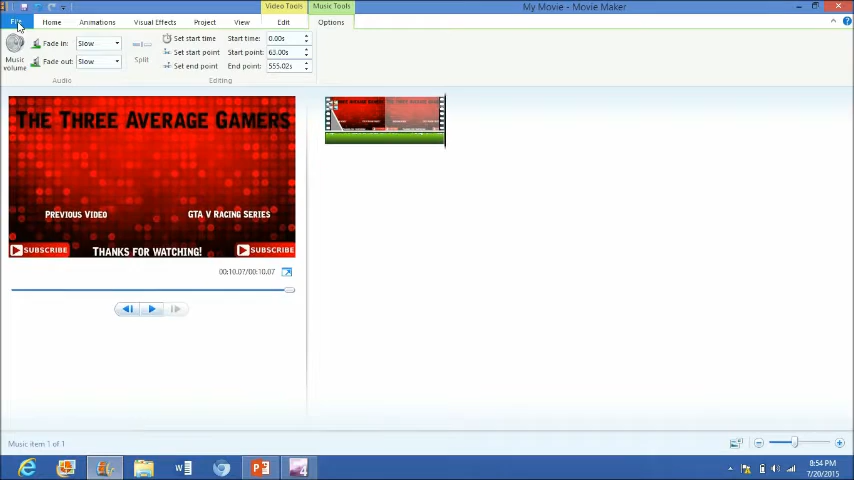 My Movie - Movie Maker
Video Tools
Music Tools
File
Home
Animations
Visual Effects
Project
View
Edit
Options
Music volume
Fade in: Slow
Fade out: Slow
Audio
Split
Set start time
Set start point
Set end point
Start time: 0.00s
Start point: 63.00s
End point: 555.02s
Editing
THE THREE AVERAGE GAMERS
PREVIOUS VIDEO
GTA V RACING SERIES
SUBSCRIBE
THANKS FOR WATCHING!
SUBSCRIBE
00:10.07/00:10.07
Music item 1 of 1
8:54 PM
7/20/2015